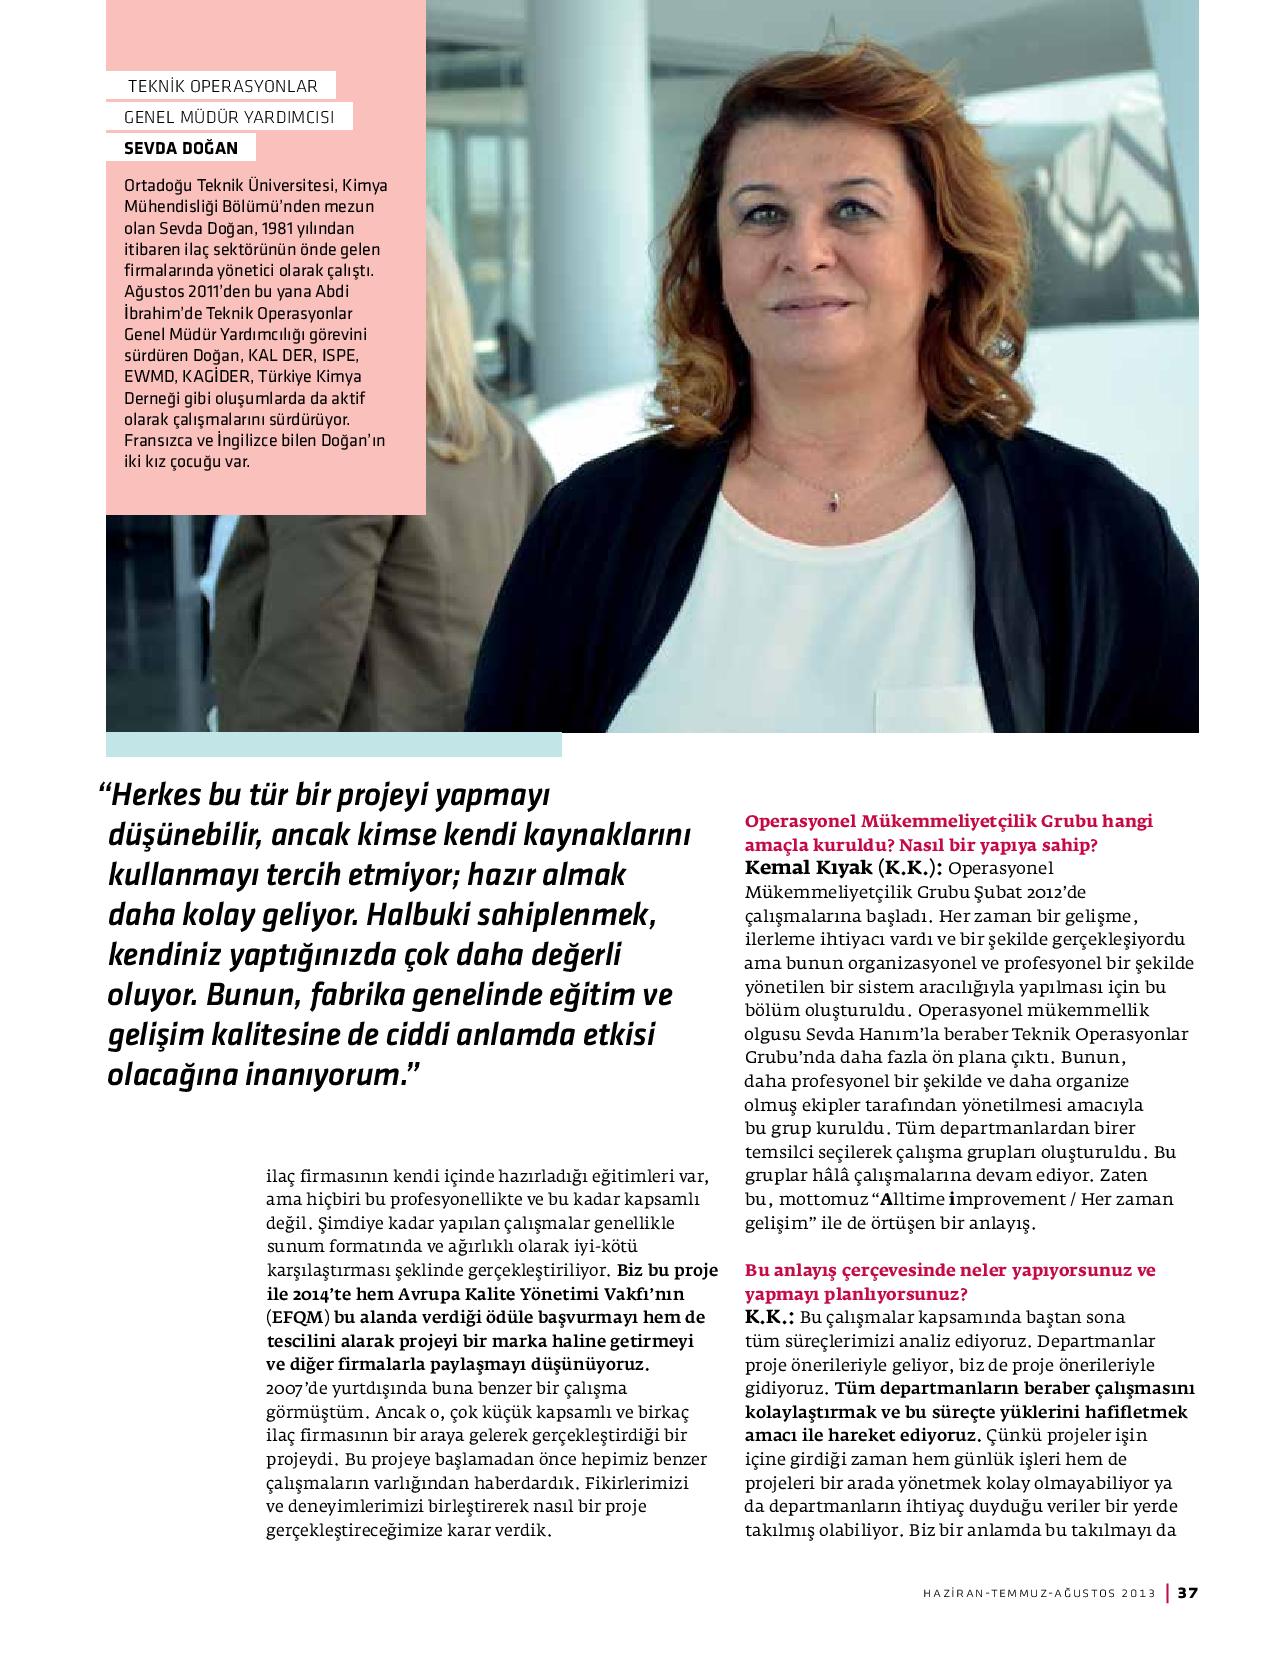 TEKNİK OPERASYONLAR
GENEL MÜDÜR YARDIMCISI
SEVDA DOĞAN
Ortadoğu Teknik Üniversitesi, Kimya
Mühendisliği Bölümü’nden mezun
olan Sevda Doğan, 1981 yılından
itibaren ilaç sektörünün önde gelen
firmalarında yönetici olarak çalıştı.
Ağustos 2011’den bu yana Abdi
İbrahim’de Teknik Operasyonlar
Genel Müdür Yardımcılığı görevini
sürdüren Doğan, KAL DER, ISPE,
EWMD, KAGİDER, Türkiye Kimya
Derneği gibi oluşumlarda da aktif
olarak çalışmalarını sürdürüyor.
Fransızca ve İngilizce bilen Doğan’ın
iki kız çocuğu var.
“Herkes bu tür bir projeyi yapmayı
düşünebilir, ancak kimse kendi kaynaklarını
kullanmayı tercih etmiyor; hazır almak
daha kolay geliyor. Halbuki sahiplenmek,
kendiniz yaptığınızda çok daha değerli
oluyor. Bunun, fabrika genelinde eğitim ve
gelişim kalitesine de ciddi anlamda etkisi
olacağına inanıyorum.”
ilaç firmasının kendi içinde hazırladığı eğitimleri var,
ama hiçbiri bu profesyonellikte ve bu kadar kapsamlı
değil. Şimdiye kadar yapılan çalışmalar genellikle
sunum formatında ve ağırlıklı olarak iyi-kötü
karşılaştırması şeklinde gerçekleştiriliyor. Biz bu proje
ile 2014’te hem Avrupa Kalite Yönetimi Vakfı’nın
(EFQM) bu alanda verdiği ödüle başvurmayı hem de
tescilini alarak projeyi bir marka haline getirmeyi
ve diğer firmalarla paylaşmayı düşünüyoruz.
2007’de yurtdışında buna benzer bir çalışma
görmüştüm. Ancak o, çok küçük kapsamlı ve birkaç
ilaç firmasının bir araya gelerek gerçekleştirdiği bir
projeydi. Bu projeye başlamadan önce hepimiz benzer
çalışmaların varlığından haberdardık. Fikirlerimizi
ve deneyimlerimizi birleştirerek nasıl bir proje
gerçekleştireceğimize karar verdik.
Operasyonel Mükemmeliyetçilik Grubu hangi
amaçla kuruldu? Nasıl bir yapıya sahip?
Kemal Kıyak (K.K.): Operasyonel
Mükemmeliyetçilik Grubu Şubat 2012’de
çalışmalarına başladı. Her zaman bir gelişme,
ilerleme ihtiyacı vardı ve bir şekilde gerçekleşiyordu
ama bunun organizasyonel ve profesyonel bir şekilde
yönetilen bir sistem aracılığıyla yapılması için bu
bölüm oluşturuldu. Operasyonel mükemmellik
olgusu Sevda Hanım’la beraber Teknik Operasyonlar
Grubu’nda daha fazla ön plana çıktı. Bunun,
daha profesyonel bir şekilde ve daha organize
olmuş ekipler tarafından yönetilmesi amacıyla
bu grup kuruldu. Tüm departmanlardan birer
temsilci seçilerek çalışma grupları oluşturuldu. Bu
gruplar hâlâ çalışmalarına devam ediyor. Zaten
bu, mottomuz “Alltime improvement / Her zaman
gelişim” ile de örtüşen bir anlayış.
Bu anlayış çerçevesinde neler yapıyorsunuz ve
yapmayı planlıyorsunuz?
K.K.: Bu çalışmalar kapsamında baştan sona
tüm süreçlerimizi analiz ediyoruz. Departmanlar
proje önerileriyle geliyor, biz de proje önerileriyle
gidiyoruz. Tüm departmanların beraber çalışmasını
kolaylaştırmak ve bu süreçte yüklerini hafifletmek
amacı ile hareket ediyoruz. Çünkü projeler işin
içine girdiği zaman hem günlük işleri hem de
projeleri bir arada yönetmek kolay olmayabiliyor ya
da departmanların ihtiyaç duyduğu veriler bir yerde
takılmış olabiliyor. Biz bir anlamda bu takılmayı da
HAZİRAN-TEMMUZ-AĞUSTOS 2013 | 37